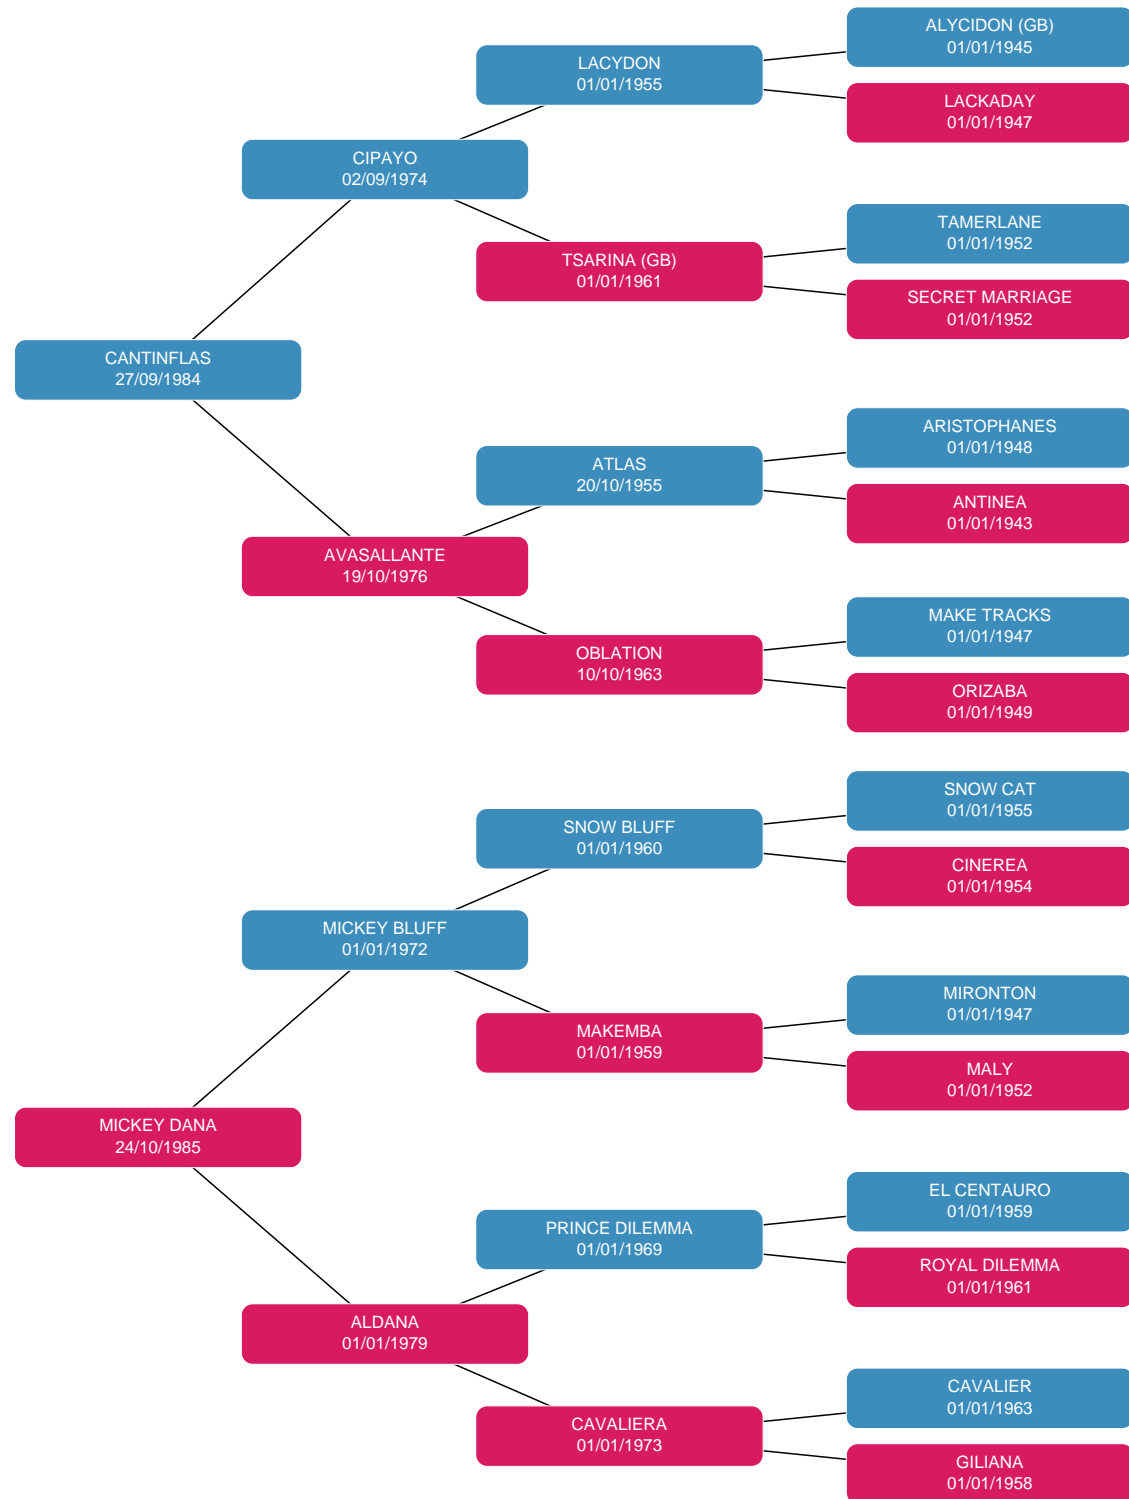 ALYCIDON (GB)
01/01/1945
LACYDON
01/01/1955
LACKADAY
01/01/1947
CIPAYO
02/09/1974
TAMERLANE
01/01/1952
TSARINA (GB)
01/01/1961
SECRET MARRIAGE
01/01/1952
CANTINFLAS
27/09/1984
ARISTOPHANES
01/01/1948
ATLAS
20/10/1955
ANTINEA
01/01/1943
AVASALLANTE
19/10/1976
MAKE TRACKS
01/01/1947
OBLATION
10/10/1963
ORIZABA
01/01/1949
SNOW CAT
01/01/1955
SNOW BLUFF
01/01/1960
CINEREA
01/01/1954
MICKEY BLUFF
01/01/1972
MIRONTON
01/01/1947
MAKEMBA
01/01/1959
MALY
01/01/1952
MICKEY DANA
24/10/1985
EL CENTAURO
01/01/1959
PRINCE DILEMMA
01/01/1969
ROYAL DILEMMA
01/01/1961
ALDANA
01/01/1979
CAVALIER
01/01/1963
CAVALIERA
01/01/1973
GILIANA
01/01/1958